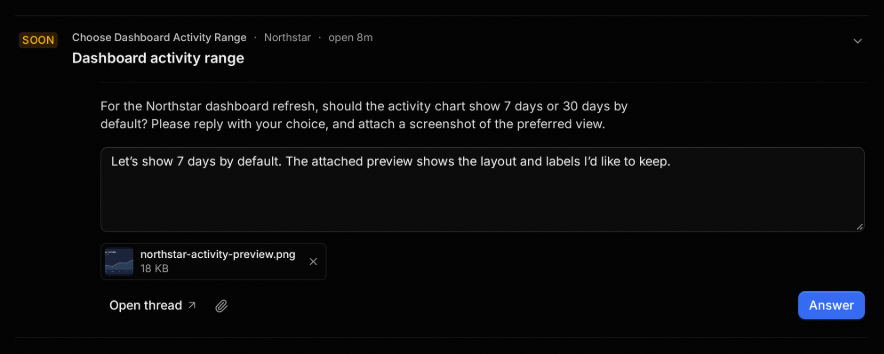 SOON
Choose Dashboard Activity Range · Northstar · open 8m
Dashboard activity range
For the Northstar dashboard refresh, should the activity chart show 7 days or 30 days by
default? Please reply with your choice, and attach a screenshot of the preferred view.
Let’s show 7 days by default. The attached preview shows the layout and labels I’d like to keep.
northstar-activity-preview.png
18 KB
Open thread ↗
Answer